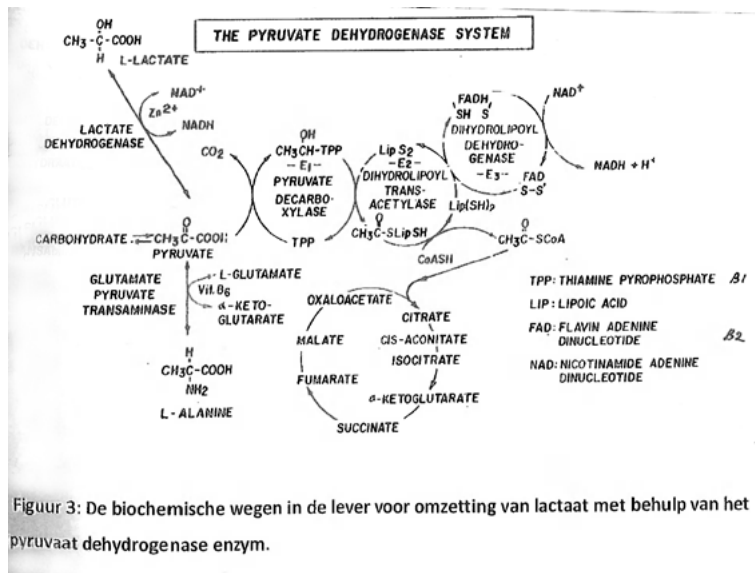 THE PYRUVATE DEHYDROGENASE SYSTEM
OH
CH3-C-COOH
H L-LACTATE
NAD+
Zn2+
NADH
LACTATE
DEHYDROGENASE
CO2
OH
CH3CH-TPP
-E1-
PYRUVATE
DECARBO-
XYLASE
TPP
Lip S2
-E2-
DIHYDROLIPOYL
TRANS-
ACETYLASE
Lip(SH)2
O
CH3C-SLipSH
FADH,
SH S
DIHYDROLIPOYL
DEHYDRO-
GENASE
-E3-
FAD
S-S
NAD+
NADH + H+
O
CH3C-SCoA
CoASH
CARBOHYDRATE
O
CH3C-COOH
PYRUVATE
GLUTAMATE
PYRUVATE
TRANSAMINASE
L-GLUTAMATE
Vit. B6
α-KETO-
GLUTARATE
H
CH3C-COOH
NH2
L-ALANINE
OXALOACETATE
CITRATE
MALATE
CIS-ACONITATE
ISOCITRATE
FUMARATE
α-KETOGLUTARATE
SUCCINATE
TPP: THIAMINE PYROPHOSPHATE B1
LIP: LIPOIC ACID
FAD: FLAVIN ADENINE
DINUCLEOTIDE B2
NAD: NICOTINAMIDE ADENINE
DINUCLEOTIDE
Figuur 3: De biochemische wegen in de lever voor omzetting van lactaat met behulp van het
pyruvaat dehydrogenase enzym.